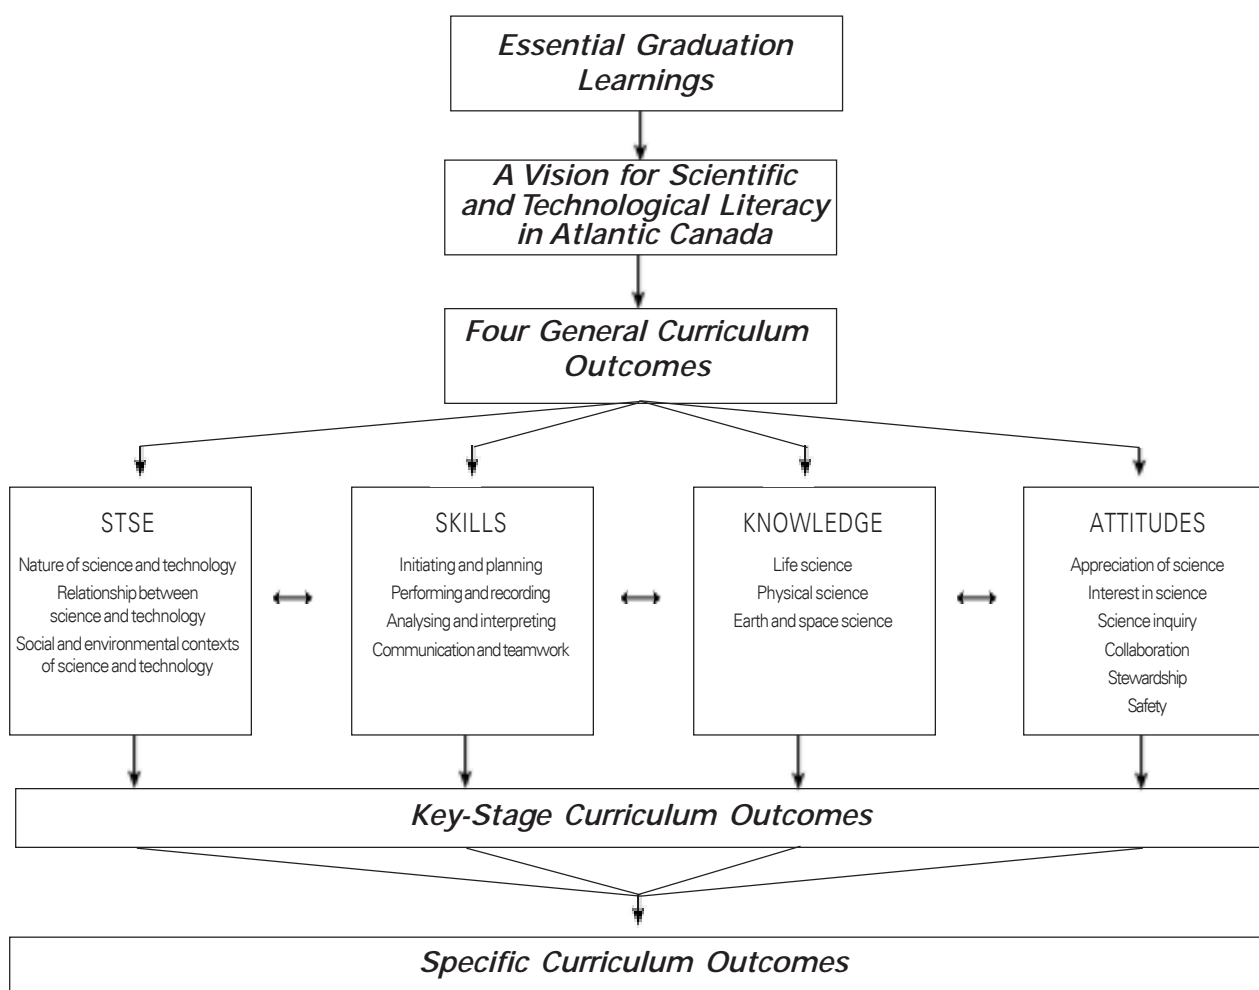 Essential Graduation
Learnings
A Vision for Scientific
and Technological Literacy
in Atlantic Canada
Four General Curriculum
Outcomes
STSE
Nature of science and technology
Relationship between
science and technology
Social and environmental contexts
of science and technology
SKILLS
Initiating and planning
Performing and recording
Analysing and interpreting
Communication and teamwork
KNOWLEDGE
Life science
Physical science
Earth and space science
ATTITUDES
Appreciation of science
Interest in science
Science inquiry
Collaboration
Stewardship
Safety
Key-Stage Curriculum Outcomes
Specific Curriculum Outcomes